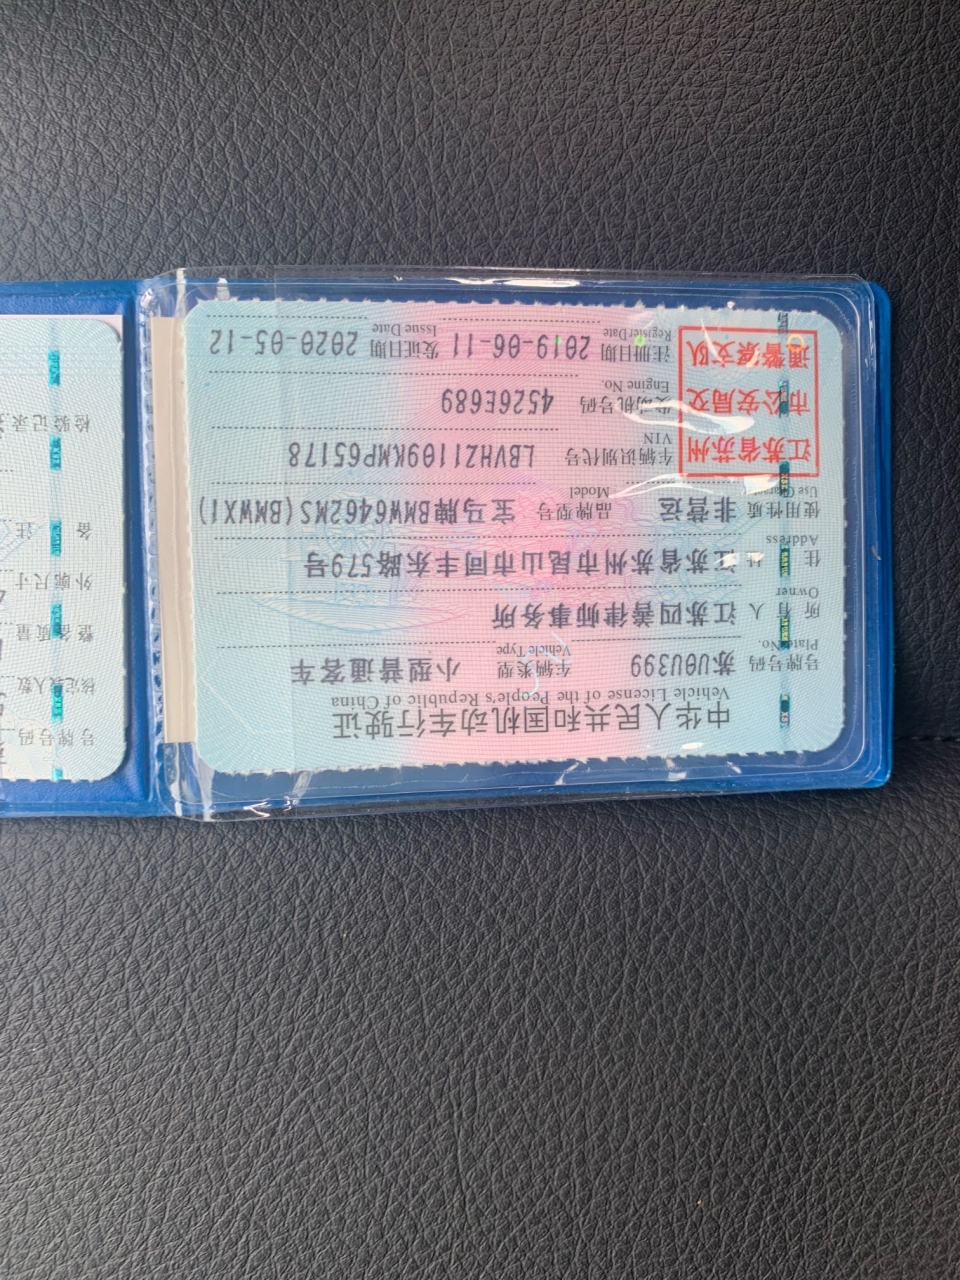 中华人民共和国机动车行驶证
Vehicle License of the People's Republic of China
号牌号码 Plate No. 苏U0U399 车辆类型 Vehicle Type 小型普通客车
所有人 Owner 江苏四善律师事务所
住址 Address 江苏省苏州市昆山市同丰东路579号
使用性质 Use Character 非营运 品牌型号 Model 宝马牌BMW6462MS(BMWX1)
车辆识别代号 VIN LBVHZ1109KMP65178
发动机号码 Engine No. 4526E689
注册日期 Register Date 2019-06-11 发证日期 Issue Date 2020-05-12
江苏省苏州
市公安局交
通警察支队
号牌号码
核定载人数
整备质量
外廓尺寸
备注
检验记录